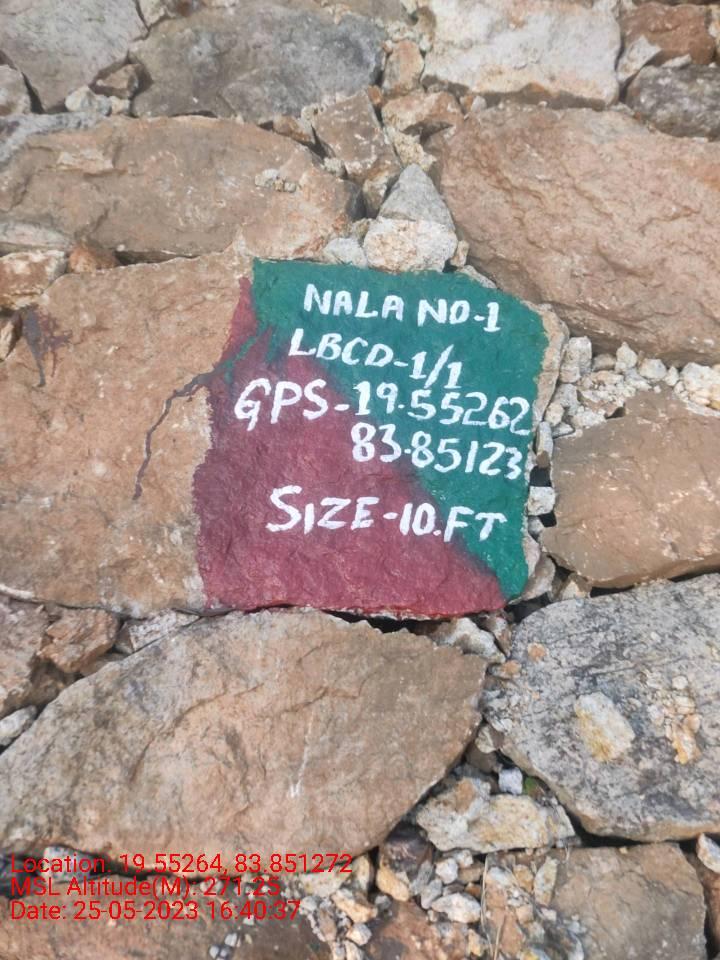 NALA NO-1
LBCD-1/1
GPS-19.55262
83.85123
SIZE-10.FT
Location: 19.55264, 83.851272
MSL Altitude(M): 271.25
Date: 25-05-2023 16:40:37